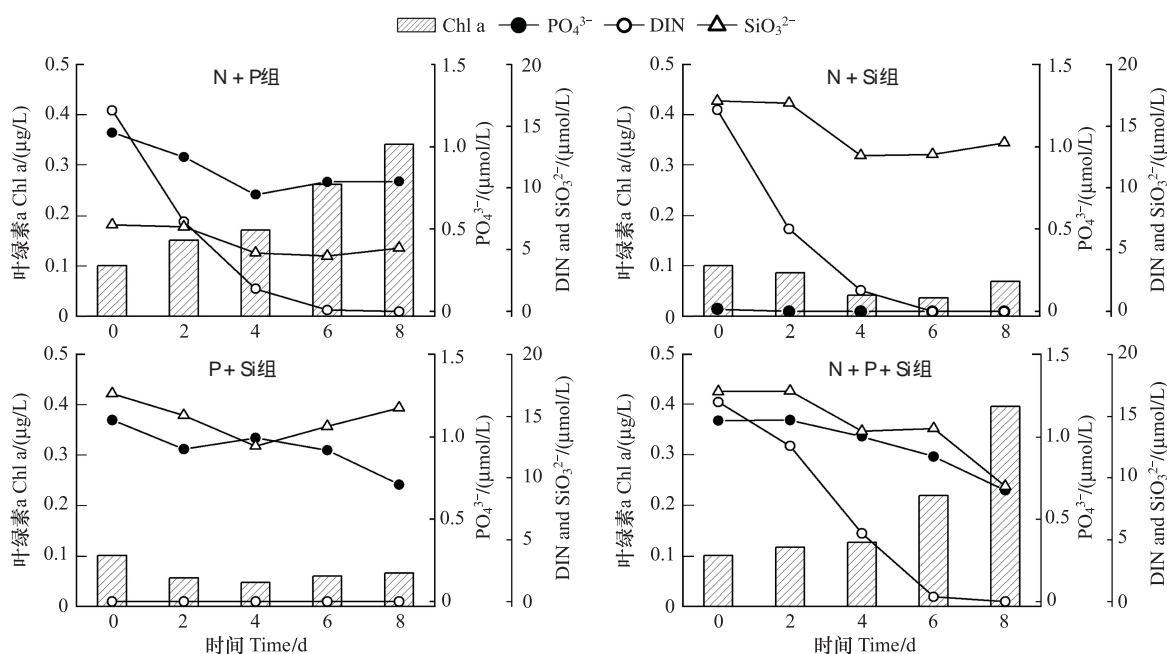 Chl a PO₄³⁻ DIN SiO₃²⁻
N + P组
叶绿素a Chl a/(μg/L)
0.5
0.4
0.3
0.2
0.1
0
0 2 4 6 8
1.5
1.0
0.5
0
PO₄³⁻/(μmol/L)
20
15
10
5
0
DIN and SiO₃²⁻/(μmol/L)
N + Si组
叶绿素a Chl a/(μg/L)
0.5
0.4
0.3
0.2
0.1
0
0 2 4 6 8
1.5
1.0
0.5
0
PO₄³⁻/(μmol/L)
20
15
10
5
0
DIN and SiO₃²⁻/(μmol/L)
P + Si组
叶绿素a Chl a/(μg/L)
0.5
0.4
0.3
0.2
0.1
0
0 2 4 6 8
时间 Time/d
1.5
1.0
0.5
0
PO₄³⁻/(μmol/L)
20
15
10
5
0
DIN and SiO₃²⁻/(μmol/L)
N + P + Si组
叶绿素a Chl a/(μg/L)
0.5
0.4
0.3
0.2
0.1
0
0 2 4 6 8
时间 Time/d
1.5
1.0
0.5
0
PO₄³⁻/(μmol/L)
20
15
10
5
0
DIN and SiO₃²⁻/(μmol/L)